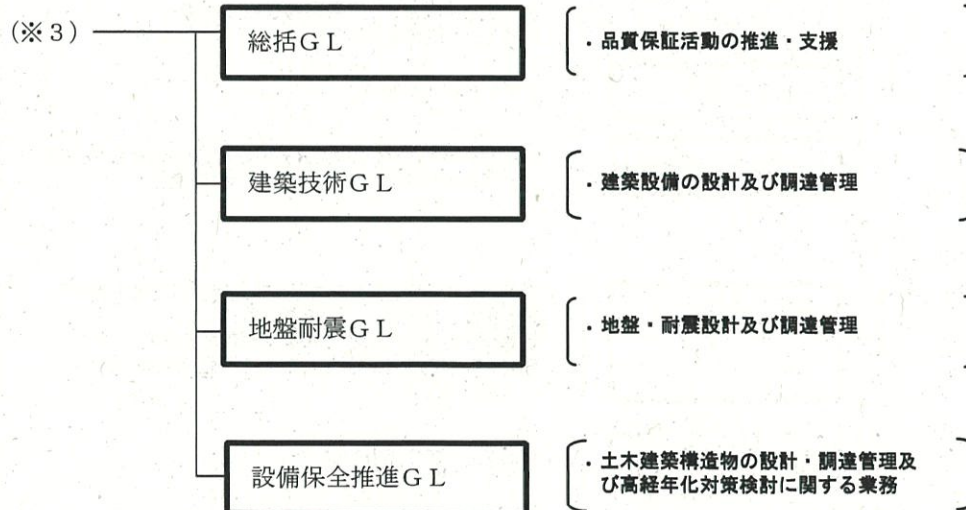 (※3)
総括GL
・品質保証活動の推進・支援
建築技術GL
・建築設備の設計及び調達管理
地盤耐震GL
・地盤・耐震設計及び調達管理
設備保全推進GL
・土木建築構造物の設計・調達管理及
び高経年化対策検討に関する業務